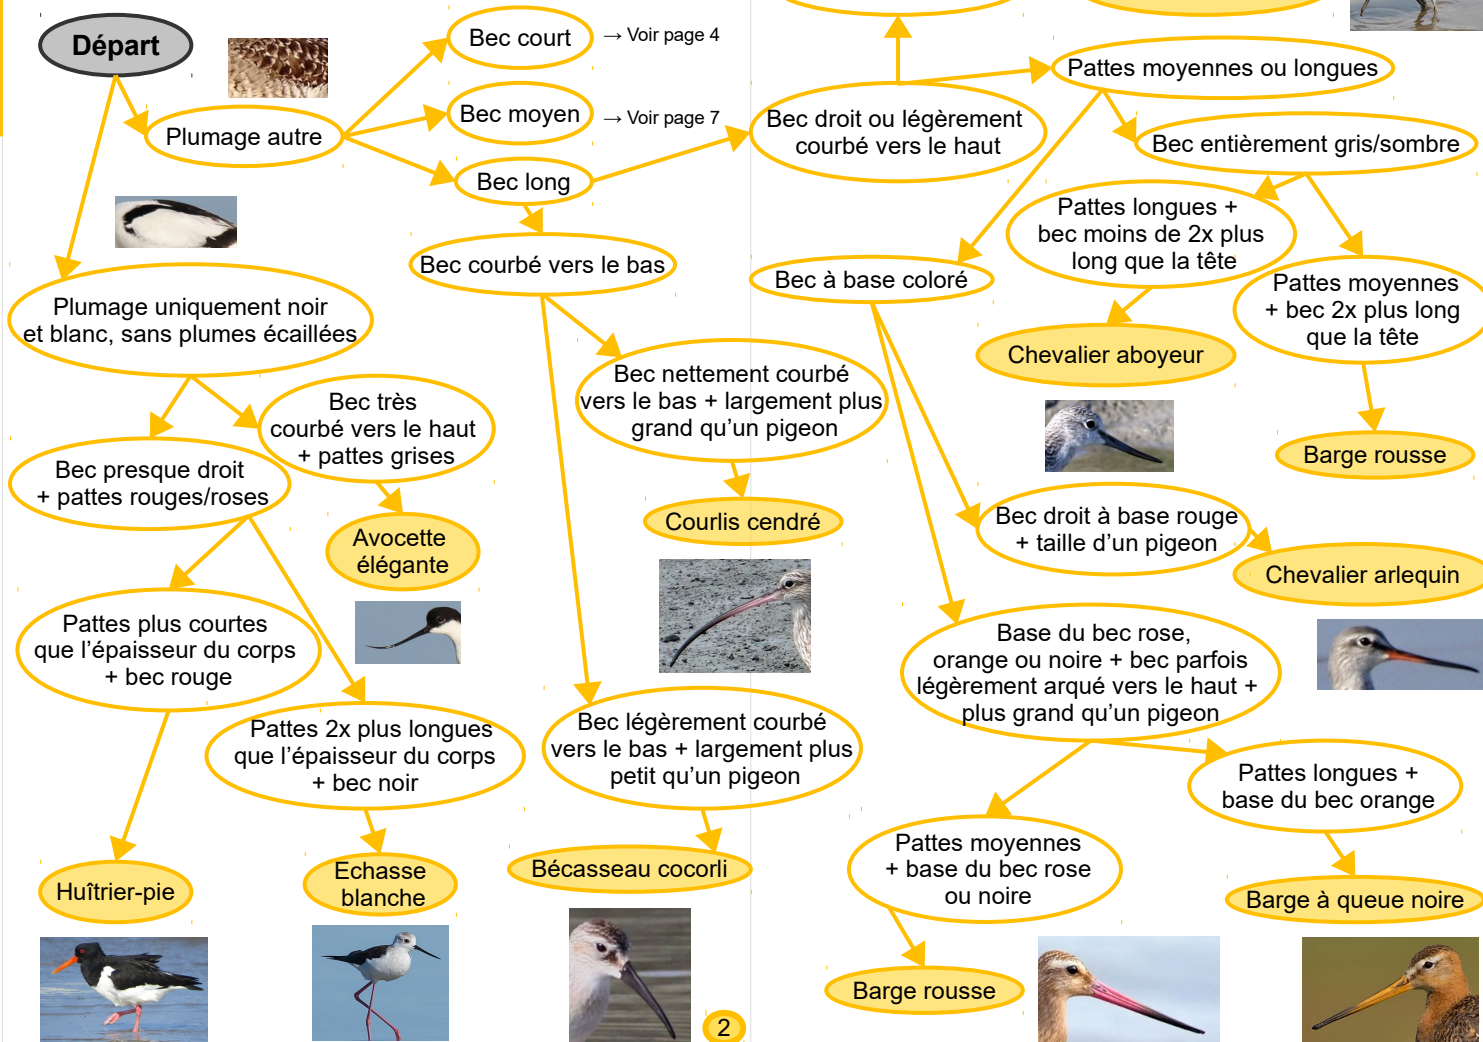 Départ
Bec court
→ Voir page 4
Plumage autre
Bec moyen
→ Voir page 7
Bec long
Bec courbé vers le bas
Plumage uniquement noir
et blanc, sans plumes écaillées
Bec très
courbé vers le haut
+ pattes grises
Bec presque droit
+ pattes rouges/roses
Avocette
élégante
Pattes plus courtes
que l'épaisseur du corps
+ bec rouge
Pattes 2x plus longues
que l'épaisseur du corps
+ bec noir
Huîtrier-pie
Echasse
blanche
Bec nettement courbé
vers le bas + largement plus
grand qu'un pigeon
Courlis cendré
Bec légèrement courbé
vers le bas + largement plus
petit qu'un pigeon
Bécasseau cocorli
2
Bec droit ou légèrement
courbé vers le haut
Pattes moyennes ou longues
Bec entièrement gris/sombre
Pattes longues +
bec moins de 2x plus
long que la tête
Pattes moyennes
+ bec 2x plus long
que la tête
Bec à base coloré
Chevalier aboyeur
Barge rousse
Bec droit à base rouge
+ taille d'un pigeon
Chevalier arlequin
Base du bec rose,
orange ou noire + bec parfois
légèrement arqué vers le haut +
plus grand qu'un pigeon
Pattes longues +
base du bec orange
Pattes moyennes
+ base du bec rose
ou noire
Barge à queue noire
Barge rousse